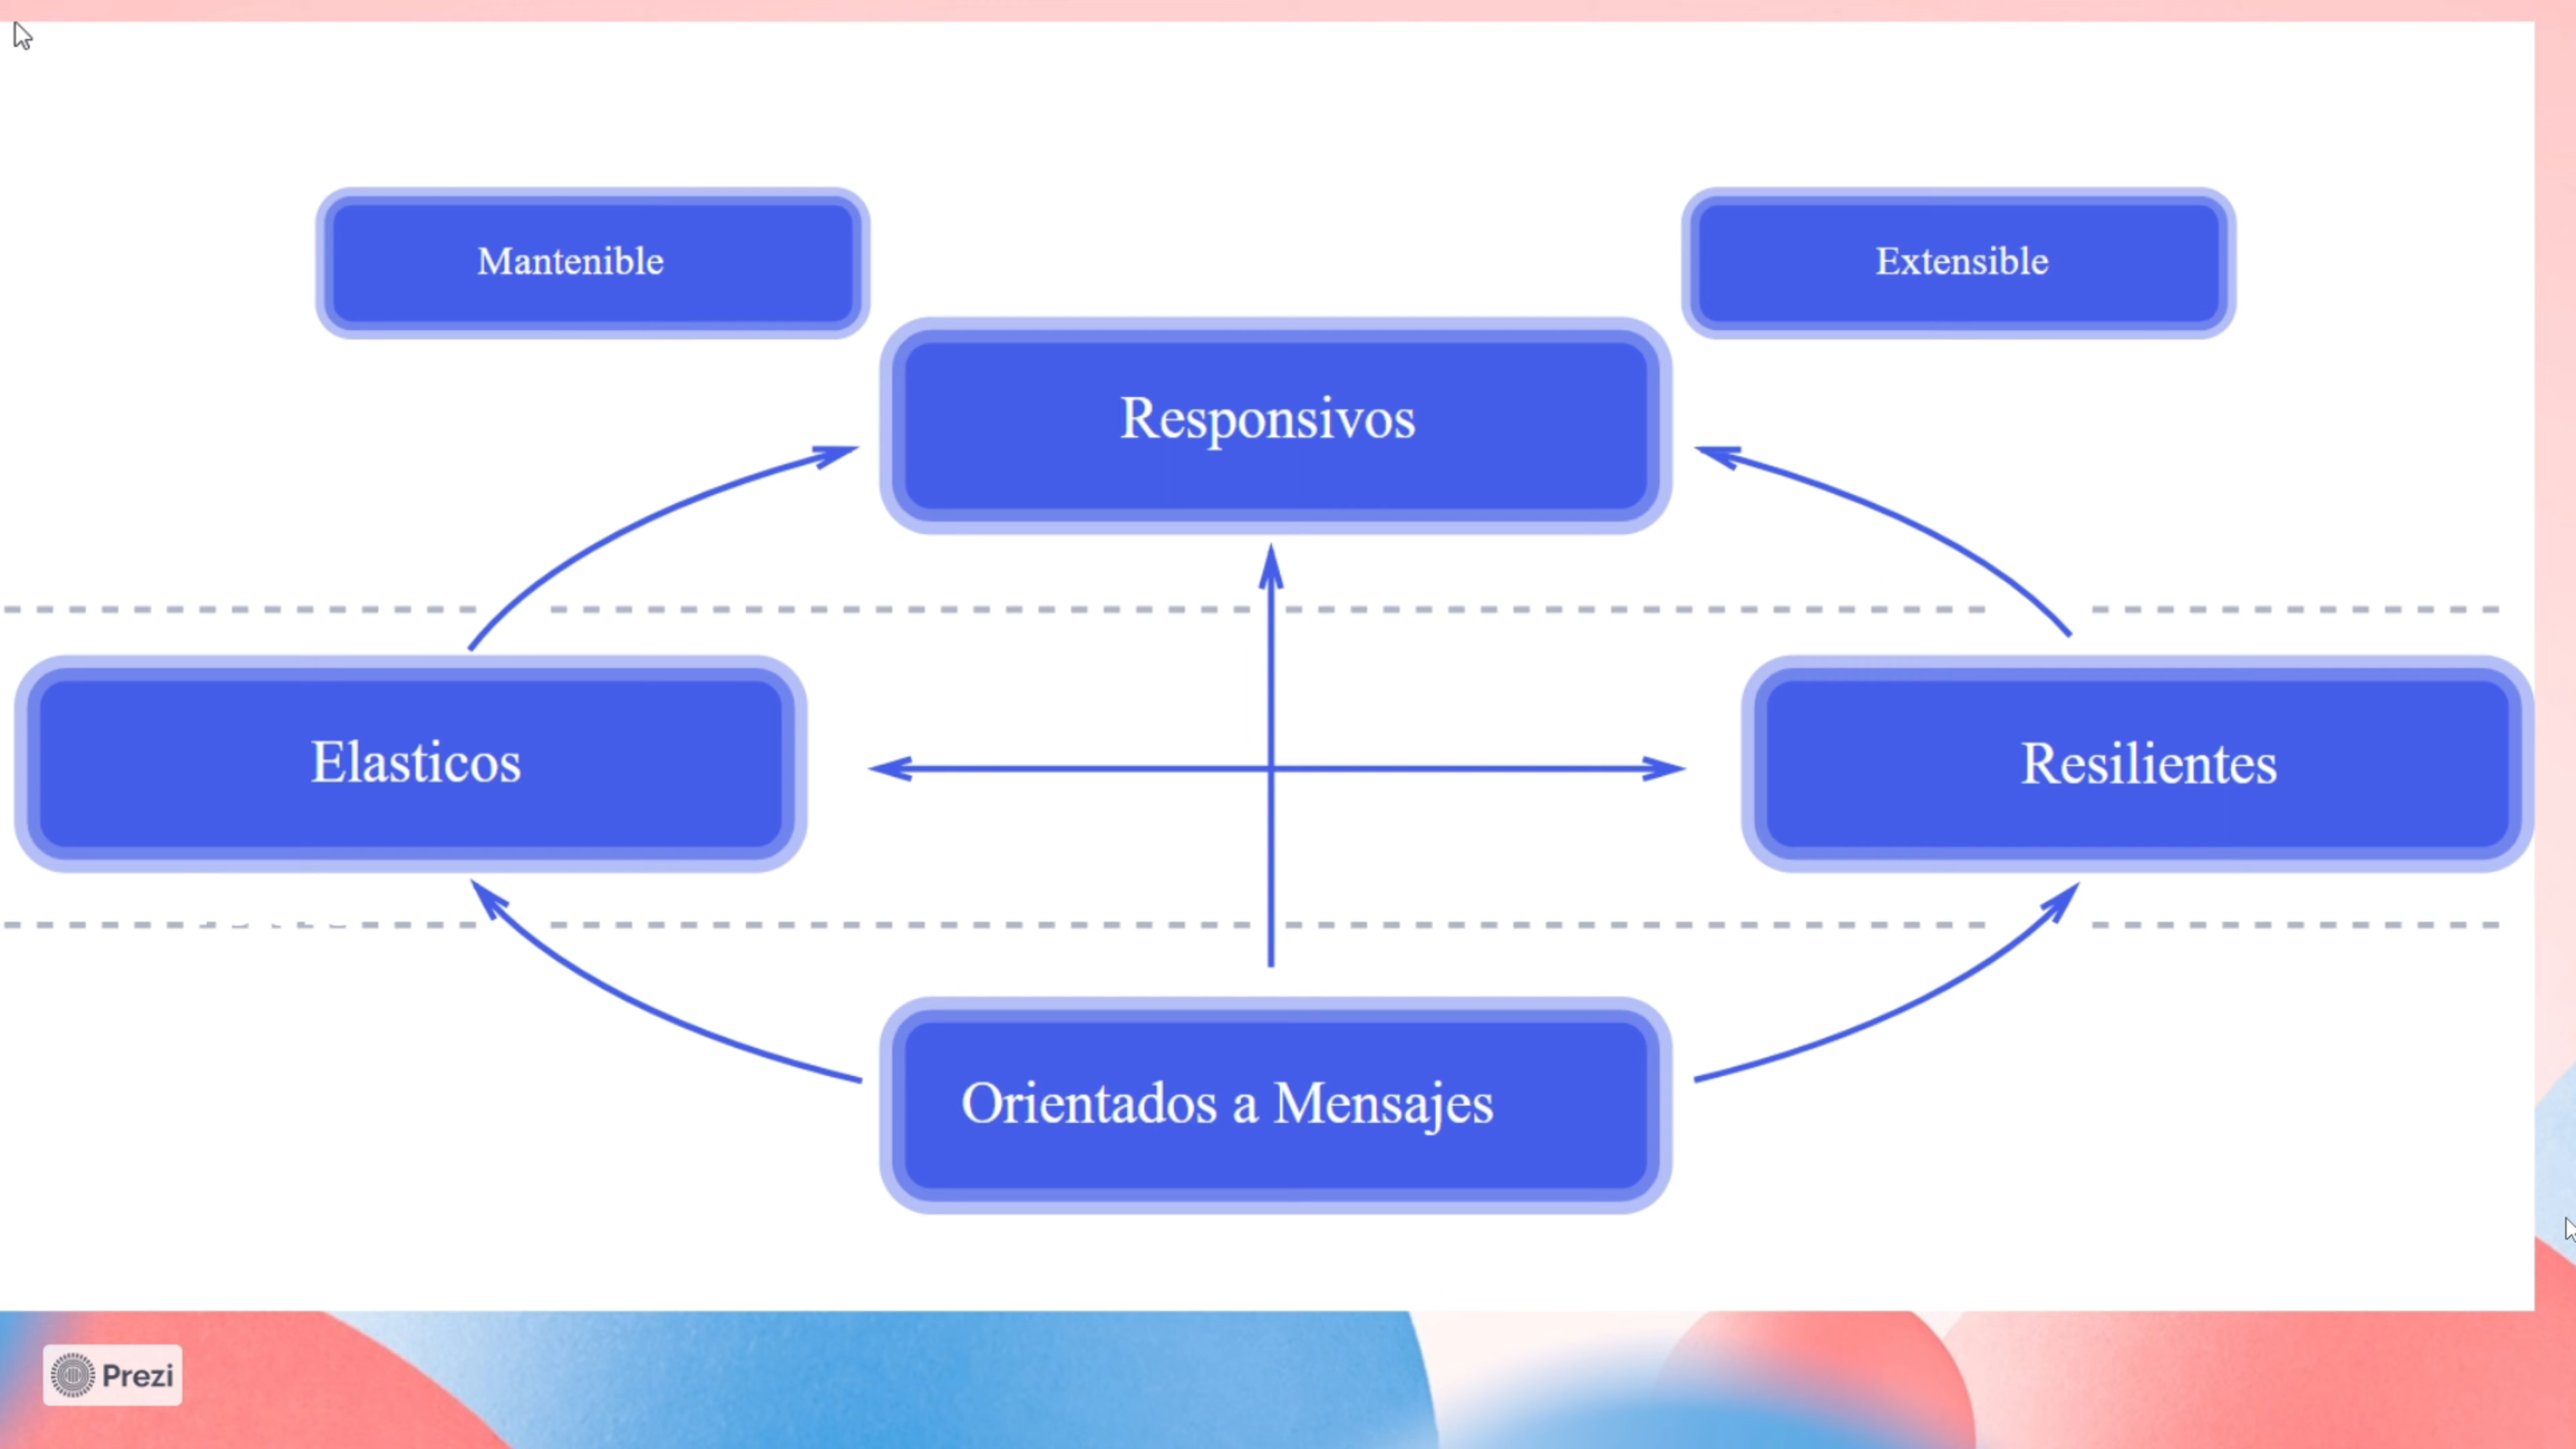 Mantenible
Extensible
Responsivos
Elasticos
Resilientes
Orientados a Mensajes
Prezi